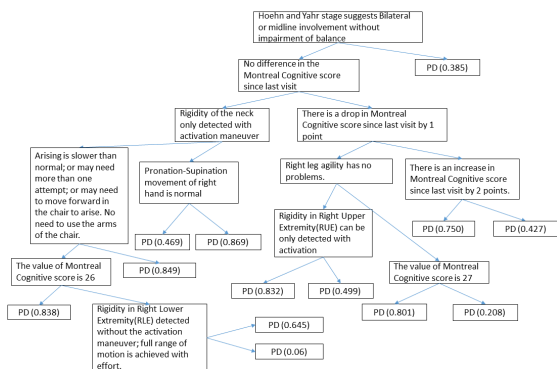 Hoehn and Yahr stage suggests Bilateral
or midline involvement without
impairment of balance
No difference in the
Montreal Cognitive score
since last visit
PD (0.385)
Rigidity of the neck
only detected with
activation maneuver
There is a drop in Montreal
Cognitive score since last visit by 1
point
Arising is slower than
normal; or may need
more than one
attempt; or may need
to move forward in
the chair to arise. No
need to use the arms
of the chair.
Pronation-Supination
movement of right
hand is normal
Right leg agility has no
problems.
There is an increase in
Montreal Cognitive score
since last visit by 2 points.
PD (0.469)
PD (0.869)
Rigidity in Right Upper
Extremity(RUE) can be
only detected with
activation
PD (0.750)
PD (0.427)
The value of Montreal
Cognitive score is 26
PD (0.849)
The value of Montreal
Cognitive score is 27
PD (0.838)
Rigidity in Right Lower
Extremity(RLE) detected
without the activation
maneuver; full range of
motion is achieved with
effort.
PD (0.832)
PD (0.499)
PD (0.801)
PD (0.208)
PD (0.645)
PD (0.06)